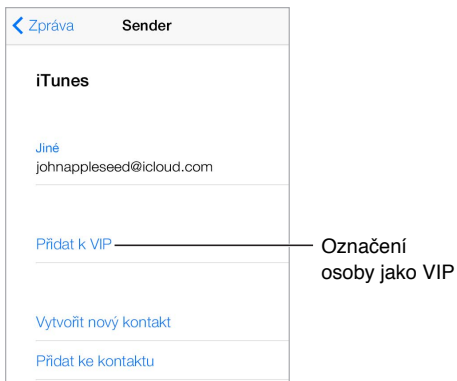 Zpráva Sender
iTunes
Jiné
johnappleseed@icloud.com
Přidat k VIP
Označení
osoby jako VIP
Vytvořit nový kontakt
Přidat ke kontaktu